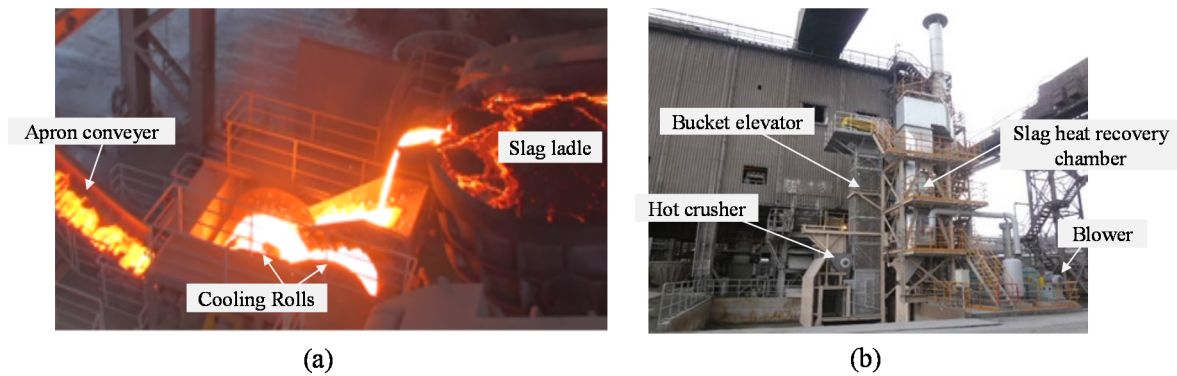 Apron conveyer
Slag ladle
Cooling Rolls
(a)
Bucket elevator
Slag heat recovery
chamber
Hot crusher
Blower
(b)